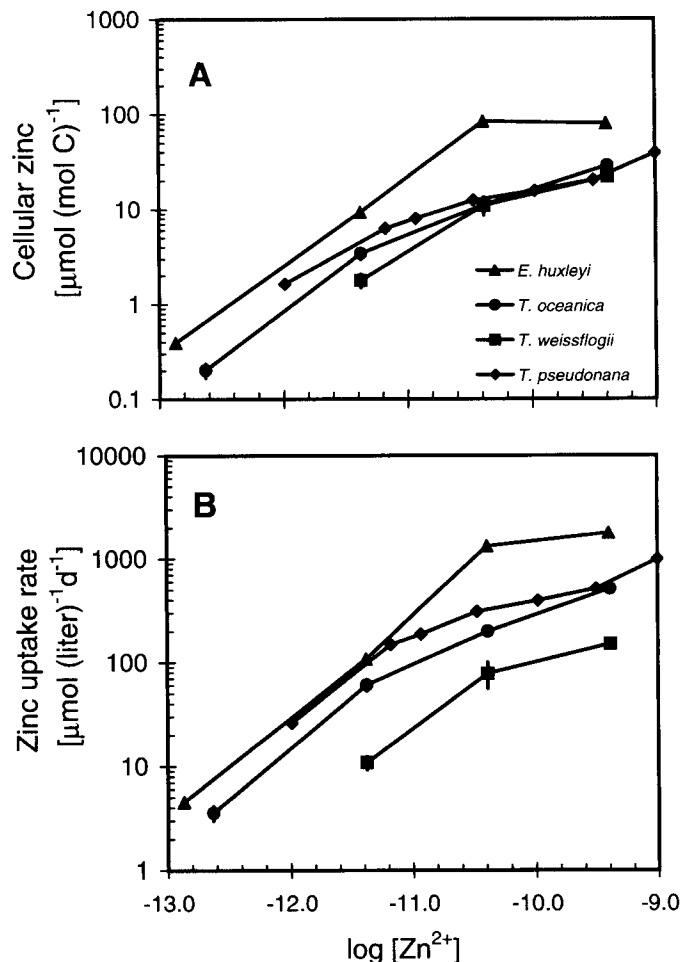 1000
A
100
10
1
0.1
Cellular zinc
[μmol (mol C)⁻¹]
E. huxleyi
T. oceanica
T. weissflogii
T. pseudonana
10000
B
1000
100
10
1
Zinc uptake rate
[μmol (liter)⁻¹d⁻¹]
-13.0 -12.0 -11.0 -10.0 -9.0
log [Zn²⁺]